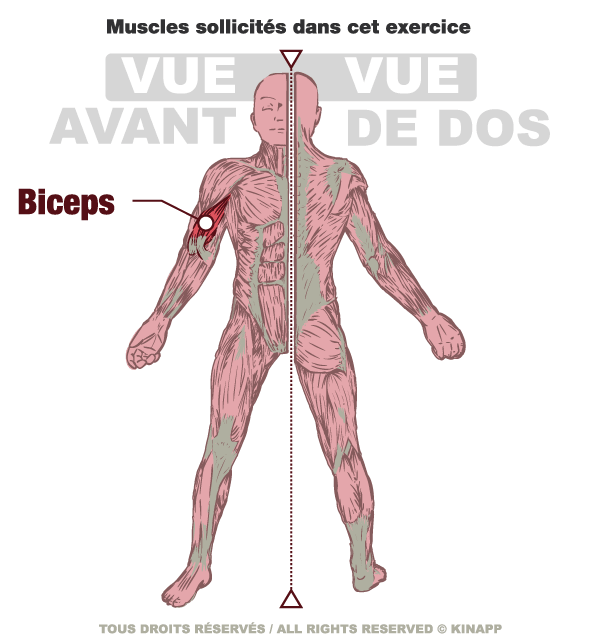 Muscles sollicités dans cet exercice
VUE AVANT
VUE DE DOS
Biceps
TOUS DROITS RÉSERVÉS / ALL RIGHTS RESERVED © KINAPP